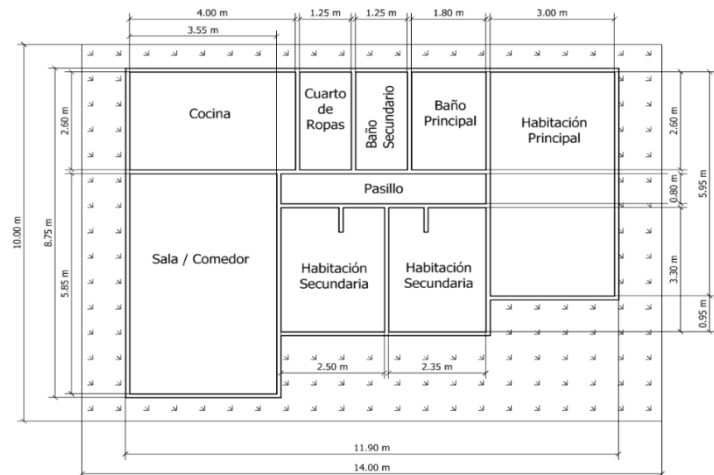 4.00 m
1.25 m
1.25 m
1.80 m
3.00 m
3.55 m
Cocina
Cuarto
de
Ropas
Baño
Secundario
Baño
Principal
Habitación
Principal
Pasillo
Sala / Comedor
Habitación
Secundaria
Habitación
Secundaria
10.00 m
8.75 m
2.60 m
5.85 m
2.60 m
0.80 m
5.95 m
3.30 m
0.95 m
2.50 m
2.35 m
11.90 m
14.00 m